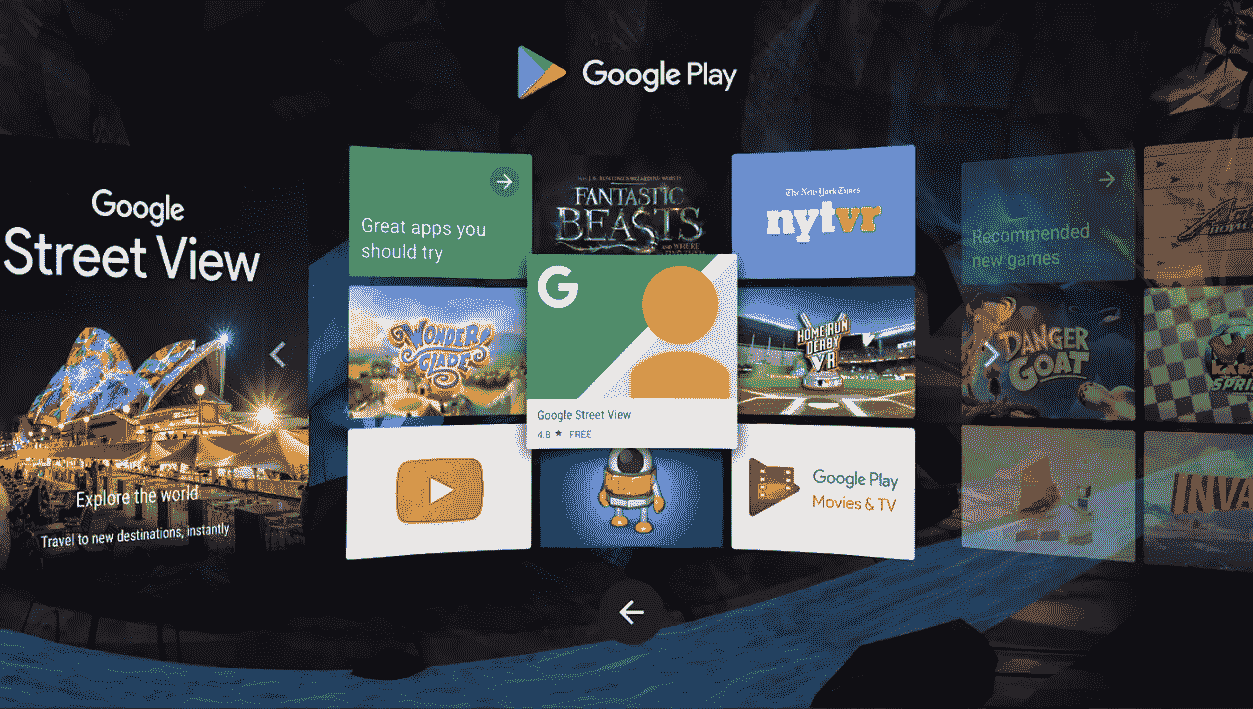 Google Play
Google
Street View
Explore the world
Travel to new destinations, instantly
Great apps you
should try
FANTASTIC
BEASTS
AND WHERE
The New York Times
nytvr
WONDER
GLADE
G
Google Street View
4.8 ★ FREE
HOME RUN
DERBY
VR
Google Play
Movies & TV
Recommended
new games
DANGER
GOAT
INVA